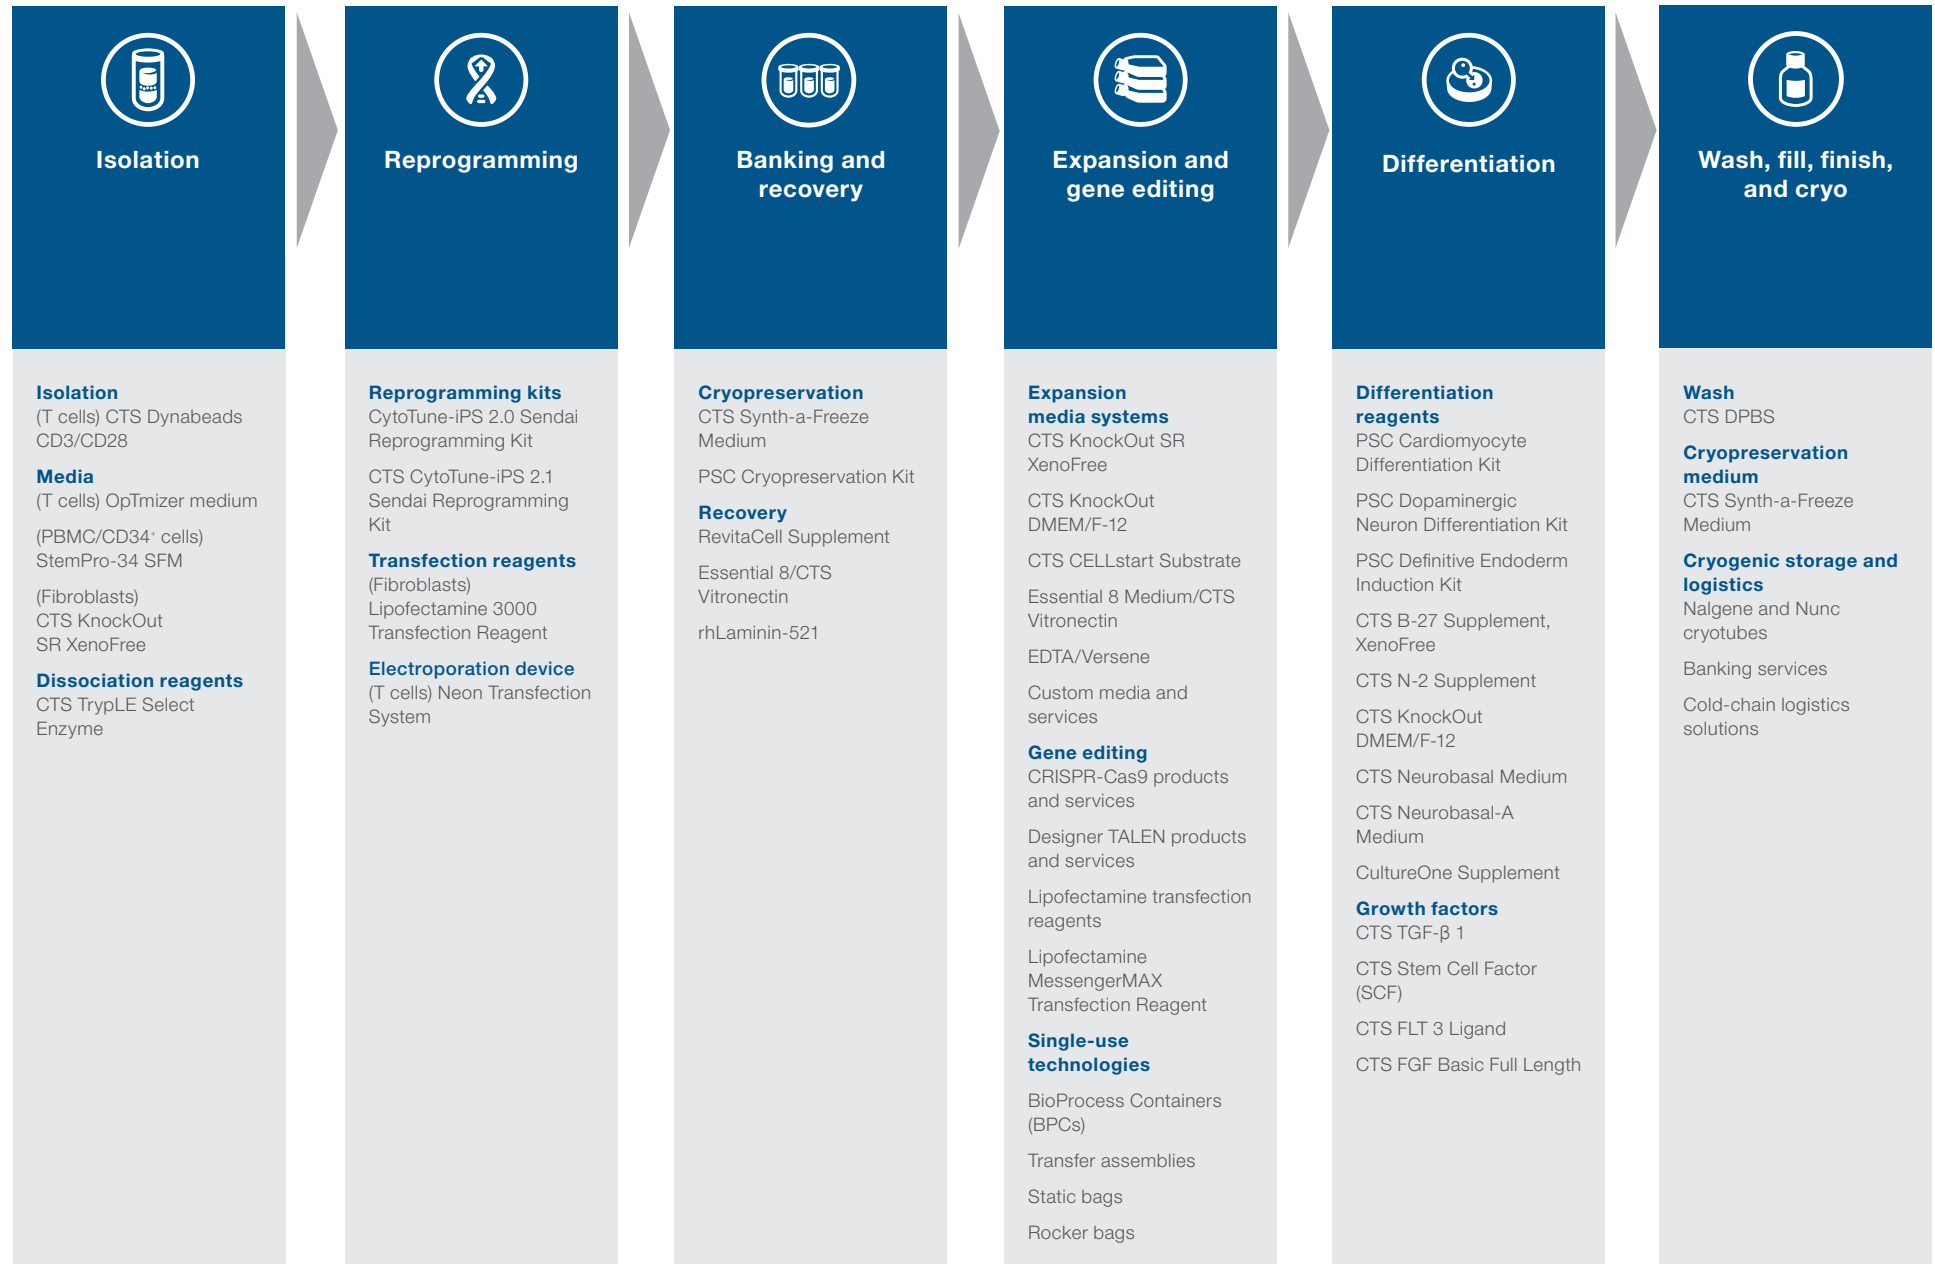 Isolation
Isolation
(T cells) CTS Dynabeads
CD3/CD28
Media
(T cells) OpTmizer medium
(PBMC/CD34⁺ cells)
StemPro-34 SFM
(Fibroblasts)
CTS KnockOut
SR XenoFree
Dissociation reagents
CTS TrypLE Select
Enzyme
Reprogramming
Reprogramming kits
CytoTune-iPS 2.0 Sendai
Reprogramming Kit
CTS CytoTune-iPS 2.1
Sendai Reprogramming
Kit
Transfection reagents
(Fibroblasts)
Lipofectamine 3000
Transfection Reagent
Electroporation device
(T cells) Neon Transfection
System
Banking and
recovery
Cryopreservation
CTS Synth-a-Freeze
Medium
PSC Cryopreservation Kit
Recovery
RevitaCell Supplement
Essential 8/CTS
Vitronectin
rhLaminin-521
Expansion and
gene editing
Expansion
media systems
CTS KnockOut SR
XenoFree
CTS KnockOut
DMEM/F-12
CTS CELLstart Substrate
Essential 8 Medium/CTS
Vitronectin
EDTA/Versene
Custom media and
services
Gene editing
CRISPR-Cas9 products
and services
Designer TALEN products
and services
Lipofectamine transfection
reagents
Lipofectamine
MessengerMAX
Transfection Reagent
Single-use
technologies
BioProcess Containers
(BPCs)
Transfer assemblies
Static bags
Rocker bags
Differentiation
Differentiation
reagents
PSC Cardiomyocyte
Differentiation Kit
PSC Dopaminergic
Neuron Differentiation Kit
PSC Definitive Endoderm
Induction Kit
CTS B-27 Supplement,
XenoFree
CTS N-2 Supplement
CTS KnockOut
DMEM/F-12
CTS Neurobasal Medium
CTS Neurobasal-A
Medium
CultureOne Supplement
Growth factors
CTS TGF-β 1
CTS Stem Cell Factor
(SCF)
CTS FLT 3 Ligand
CTS FGF Basic Full Length
Wash, fill, finish,
and cryo
Wash
CTS DPBS
Cryopreservation
medium
CTS Synth-a-Freeze
Medium
Cryogenic storage and
logistics
Nalgene and Nunc
cryotubes
Banking services
Cold-chain logistics
solutions